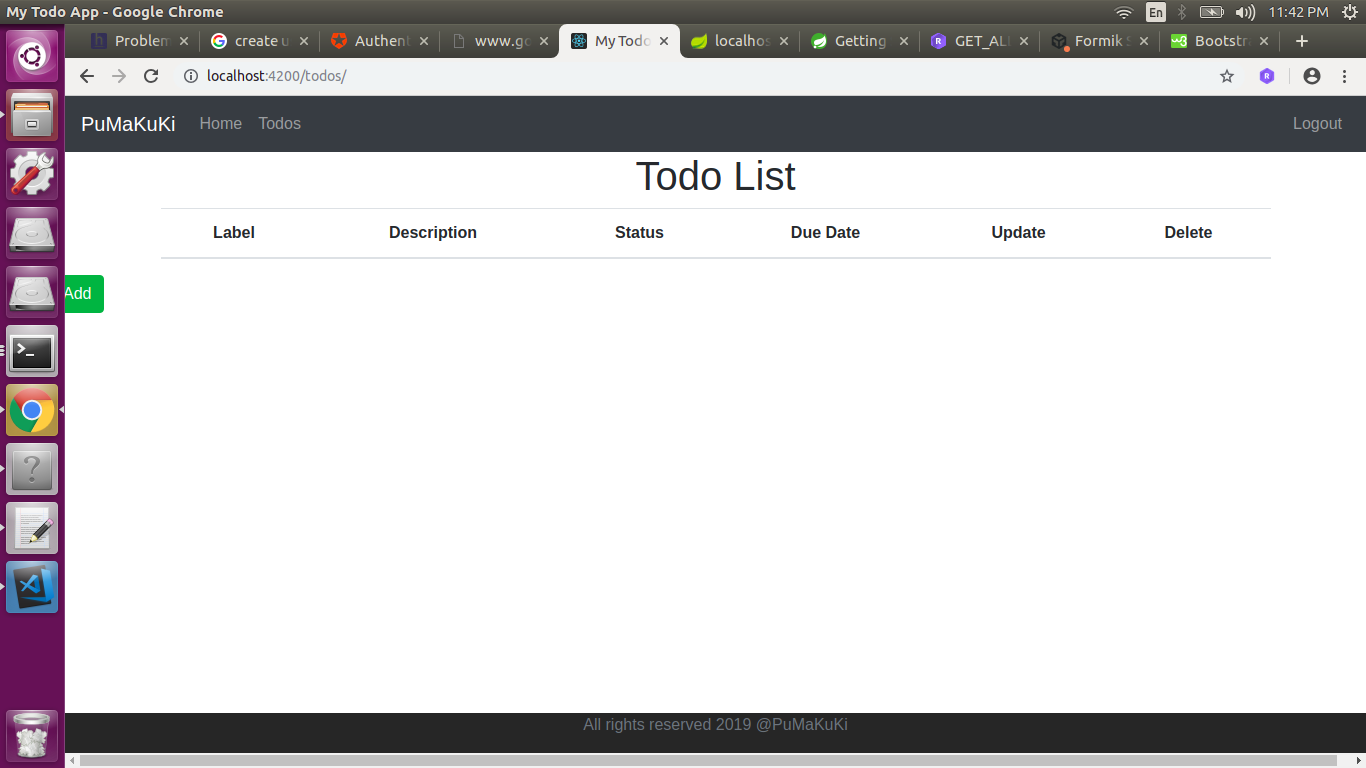 My Todo App - Google Chrome
En
11:42 PM
Problem
create u
Authent
www.go
My Todo
localhos
Getting
GET_ALL
Formik
Bootstra
localhost:4200/todos/
PuMaKuKi
Home
Todos
Logout
Todo List
Label Description Status Due Date Update Delete
Add
All rights reserved 2019 @PuMaKuKi